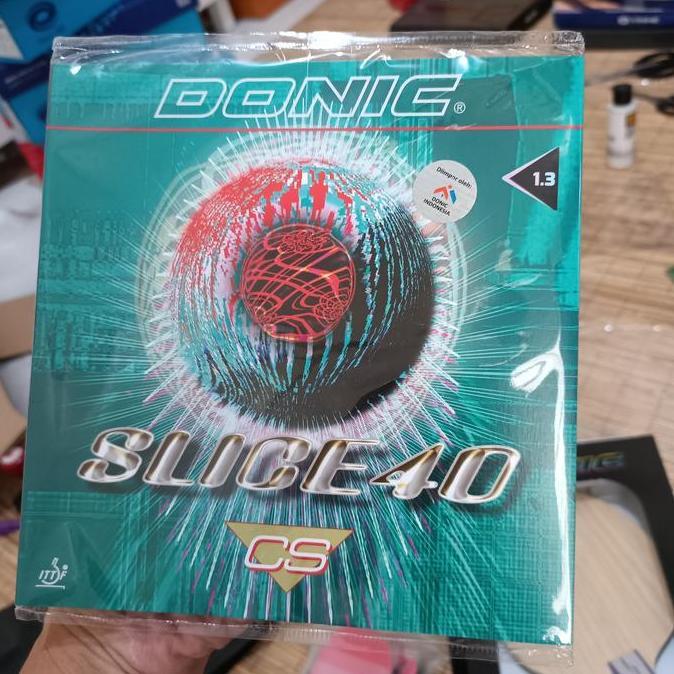 DONIC®
1.3
Diimpor oleh:
DONIC
INDONESIA
SLICE 40
CS
ITTF